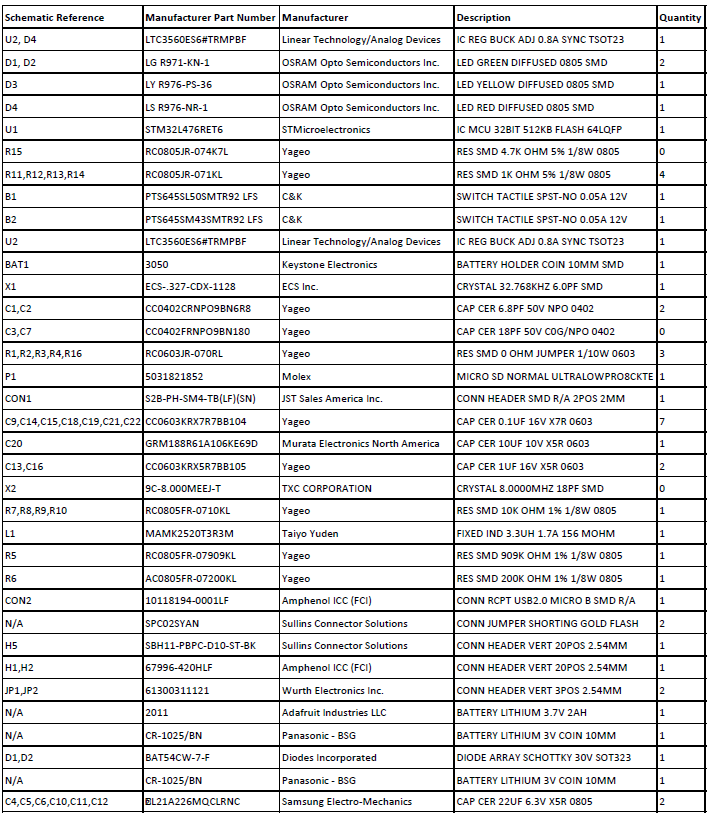 Schematic Reference Manufacturer Part Number Manufacturer Description Quantity
U2, D4 LTC3560ES6#TRMPBF Linear Technology/Analog Devices IC REG BUCK ADJ 0.8A SYNC TSOT23 1
D1, D2 LG R971-KN-1 OSRAM Opto Semiconductors Inc. LED GREEN DIFFUSED 0805 SMD 2
D3 LY R976-PS-36 OSRAM Opto Semiconductors Inc. LED YELLOW DIFFUSED 0805 SMD 1
D4 LS R976-NR-1 OSRAM Opto Semiconductors Inc. LED RED DIFFUSED 0805 SMD 1
U1 STM32L476RET6 STMicroelectronics IC MCU 32BIT 512KB FLASH 64LQFP 1
R15 RC0805JR-074K7L Yageo RES SMD 4.7K OHM 5% 1/8W 0805 0
R11,R12,R13,R14 RC0805JR-071KL Yageo RES SMD 1K OHM 5% 1/8W 0805 4
B1 PTS645SL50SMTR92 LFS C&K SWITCH TACTILE SPST-NO 0.05A 12V 1
B2 PTS645SM43SMTR92 LFS C&K SWITCH TACTILE SPST-NO 0.05A 12V 1
U2 LTC3560ES6#TRMPBF Linear Technology/Analog Devices IC REG BUCK ADJ 0.8A SYNC TSOT23 1
BAT1 3050 Keystone Electronics BATTERY HOLDER COIN 10MM SMD 1
X1 ECS-.327-CDX-1128 ECS Inc. CRYSTAL 32.768KHZ 6.0PF SMD 1
C1,C2 CC0402CRNPO9BN6R8 Yageo CAP CER 6.8PF 50V NPO 0402 2
C3,C7 CC0402FRNPO9BN180 Yageo CAP CER 18PF 50V C0G/NPO 0402 0
R1,R2,R3,R4,R16 RC0603JR-070RL Yageo RES SMD 0 OHM JUMPER 1/10W 0603 3
P1 5031821852 Molex MICRO SD NORMAL ULTRALOWPRO8CKTE 1
CON1 S2B-PH-SM4-TB(LF)(SN) JST Sales America Inc. CONN HEADER SMD R/A 2POS 2MM 1
C9,C14,C15,C18,C19,C21,C22 CC0603KRX7R7BB104 Yageo CAP CER 0.1UF 16V X7R 0603 7
C20 GRM188R61A106KE69D Murata Electronics North America CAP CER 10UF 10V X5R 0603 1
C13,C16 CC0603KRX5R7BB105 Yageo CAP CER 1UF 16V X5R 0603 2
X2 9C-8.000MEEJ-T TXC CORPORATION CRYSTAL 8.0000MHZ 18PF SMD 0
R7,R8,R9,R10 RC0805FR-0710KL Yageo RES SMD 10K OHM 1% 1/8W 0805 1
L1 MAMK2520T3R3M Taiyo Yuden FIXED IND 3.3UH 1.7A 156 MOHM 1
R5 RC0805FR-07909KL Yageo RES SMD 909K OHM 1% 1/8W 0805 1
R6 AC0805FR-07200KL Yageo RES SMD 200K OHM 1% 1/8W 0805 1
CON2 10118194-0001LF Amphenol ICC (FCI) CONN RCPT USB2.0 MICRO B SMD R/A 1
N/A SPC02SYAN Sullins Connector Solutions CONN JUMPER SHORTING GOLD FLASH 2
H5 SBH11-PBPC-D10-ST-BK Sullins Connector Solutions CONN HEADER VERT 20POS 2.54MM 1
H1,H2 67996-420HLF Amphenol ICC (FCI) CONN HEADER VERT 20POS 2.54MM 1
JP1,JP2 61300311121 Wurth Electronics Inc. CONN HEADER VERT 3POS 2.54MM 2
N/A 2011 Adafruit Industries LLC BATTERY LITHIUM 3.7V 2AH 1
N/A CR-1025/BN Panasonic - BSG BATTERY LITHIUM 3V COIN 10MM 1
D1,D2 BAT54CW-7-F Diodes Incorporated DIODE ARRAY SCHOTTKY 30V SOT323 1
N/A CR-1025/BN Panasonic - BSG BATTERY LITHIUM 3V COIN 10MM 1
C4,C5,C6,C10,C11,C12 CL21A226MQCLRNC Samsung Electro-Mechanics CAP CER 22UF 6.3V X5R 0805 2